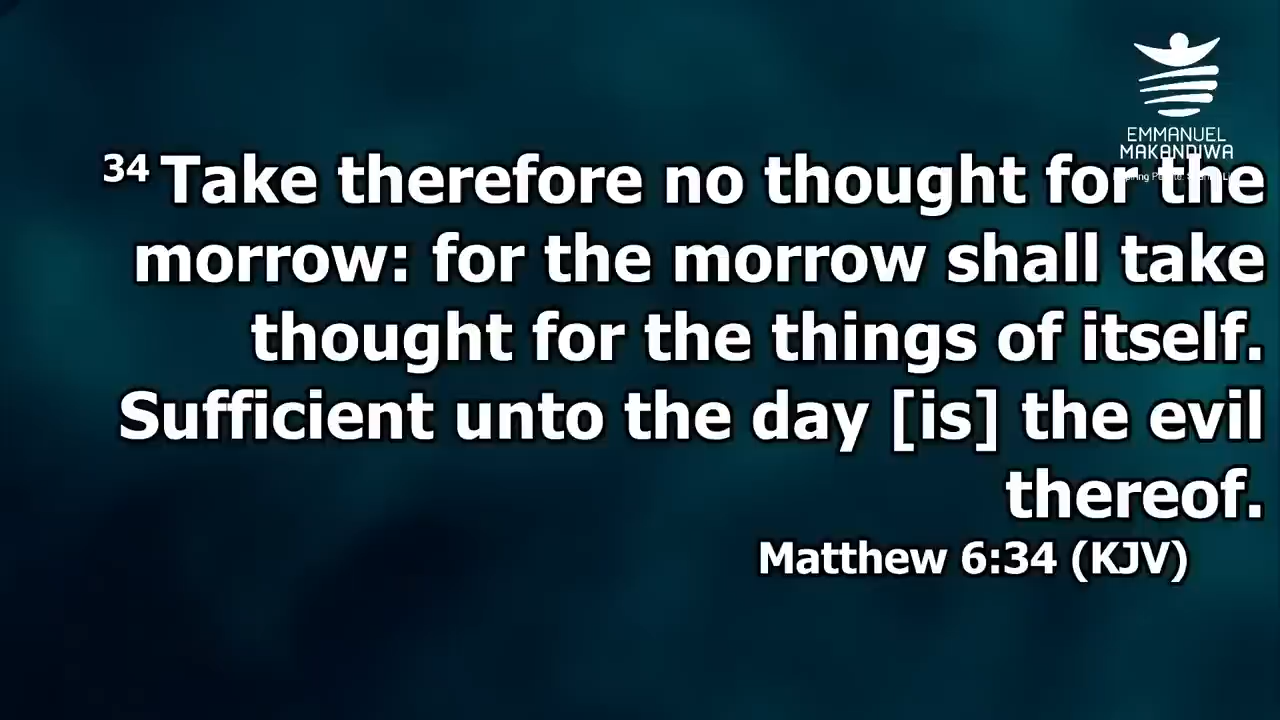 EMMANUEL
MAKANDIWA
34 Take therefore no thought for the
morrow: for the morrow shall take
thought for the things of itself.
Sufficient unto the day [is] the evil
thereof.
Matthew 6:34 (KJV)